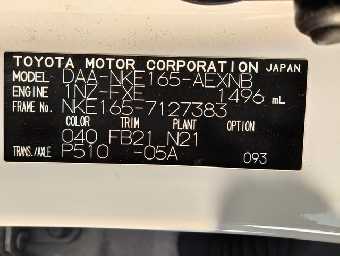 TOYOTA MOTOR CORPORATION JAPAN
MODEL DAA-NKE165-AEXNB
ENGINE 1NZ-FXE 1496 mL
FRAME No. NKE165-7127383
COLOR TRIM PLANT OPTION
040 FB21 N21
TRANS./AXLE P510 -05A
093